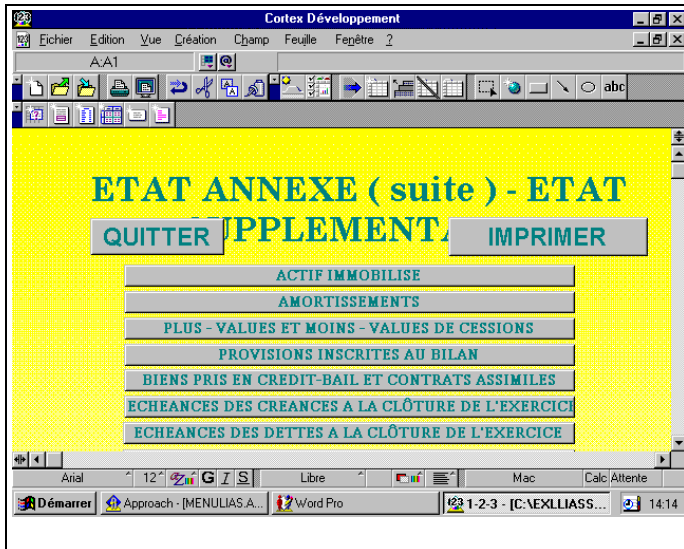 Cortex Développement
Fichier Edition Vue Création Champ Feuille Fenêtre ?
A:A1
abc
ETAT ANNEXE ( suite ) - ETAT
QUITTER IMPRIMER
ACTIF IMMOBILISE
AMORTISSEMENTS
PLUS - VALUES ET MOINS - VALUES DE CESSIONS
PROVISIONS INSCRITES AU BILAN
BIENS PRIS EN CREDIT-BAIL ET CONTRATS ASSIMILES
ECHEANCES DES CREANCES A LA CLÔTURE DE L'EXERCICE
ECHEANCES DES DETTES A LA CLÔTURE DE L'EXERCICE
Arial 12 G I S Libre Mac Calc Attente
Démarrer Approach - [MENULIAS.A... Word Pro 1-2-3 - [C:\EXLLIASS... 14:14